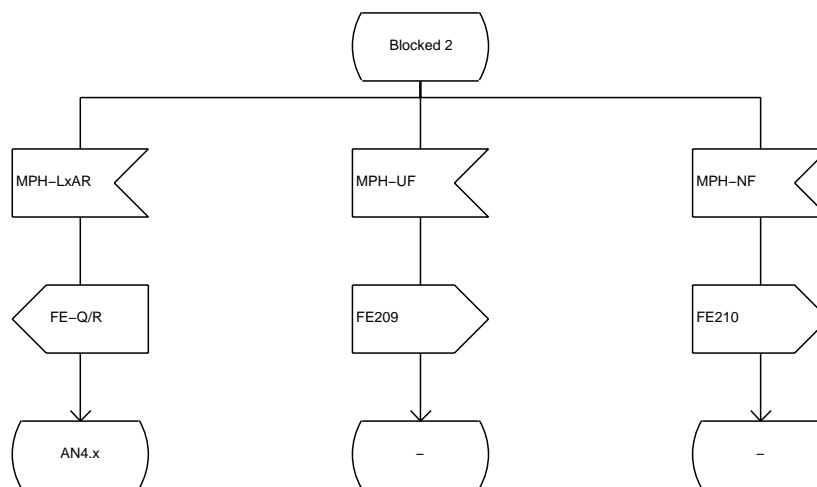 Blocked 2
MPH−LxAR
MPH−UF
MPH−NF
FE−Q/R
FE209
FE210
AN4.x
−
−